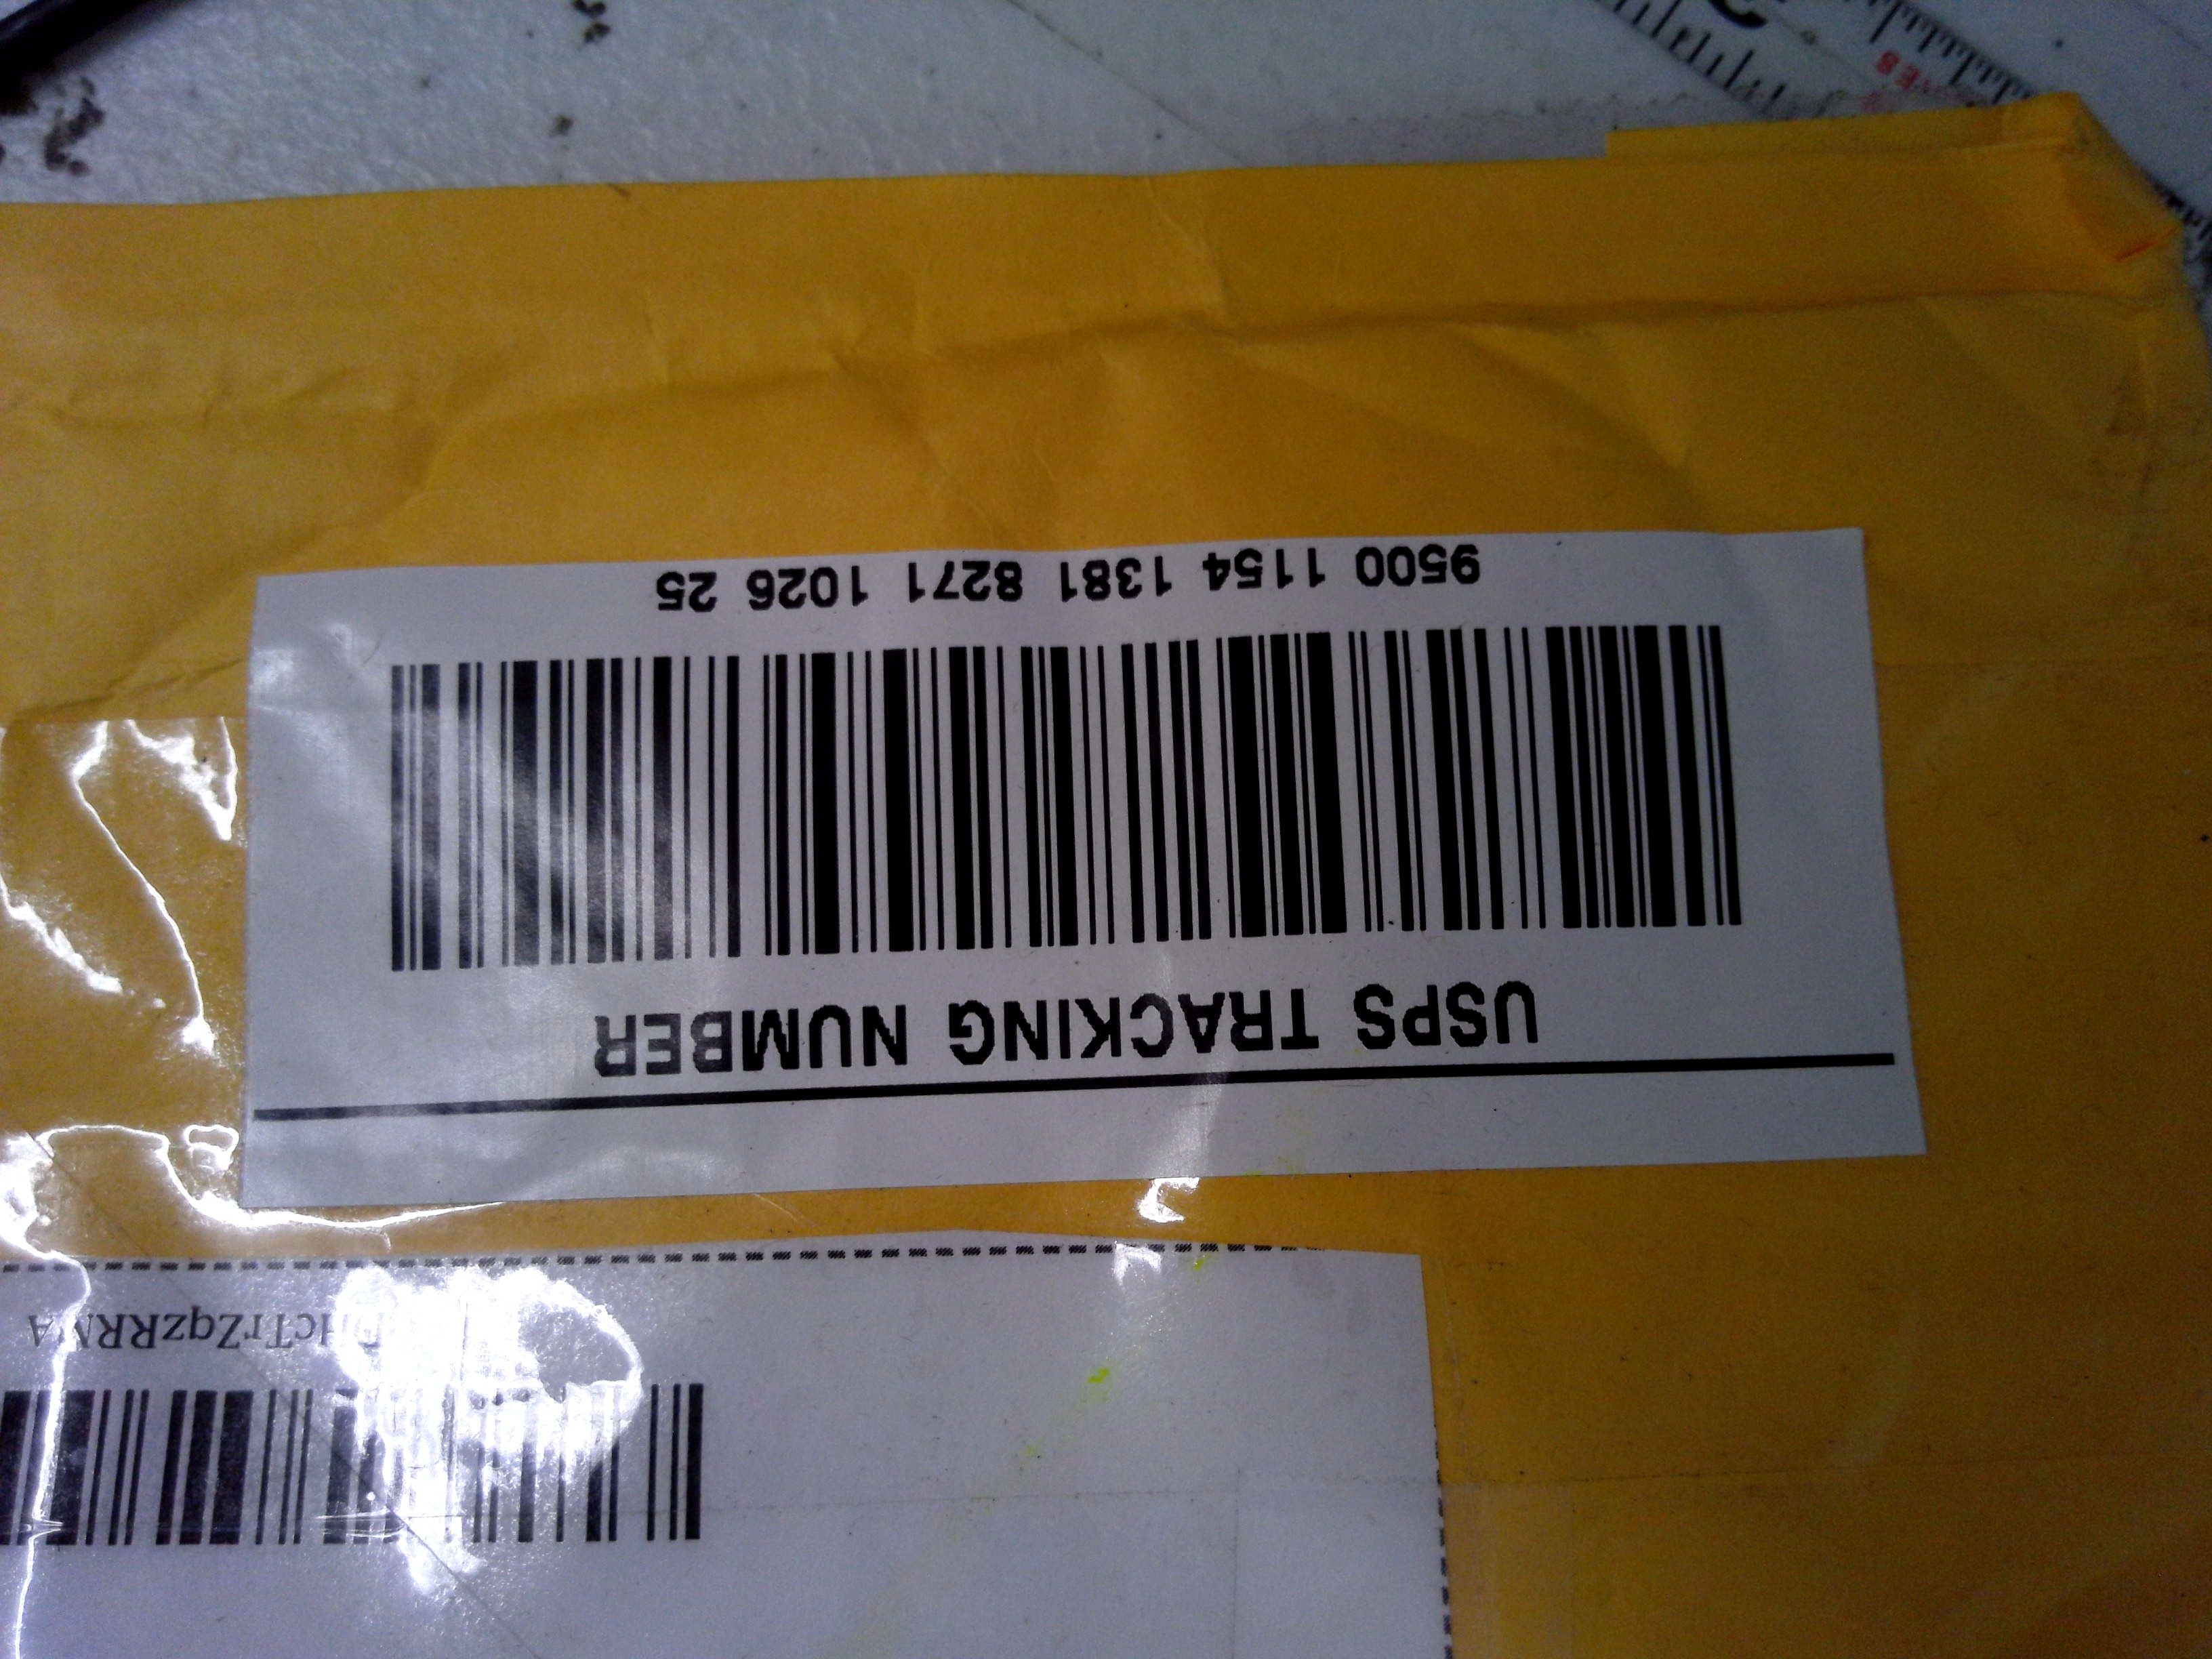 USPS TRACKING NUMBER
9500 1154 1381 8271 1026 25